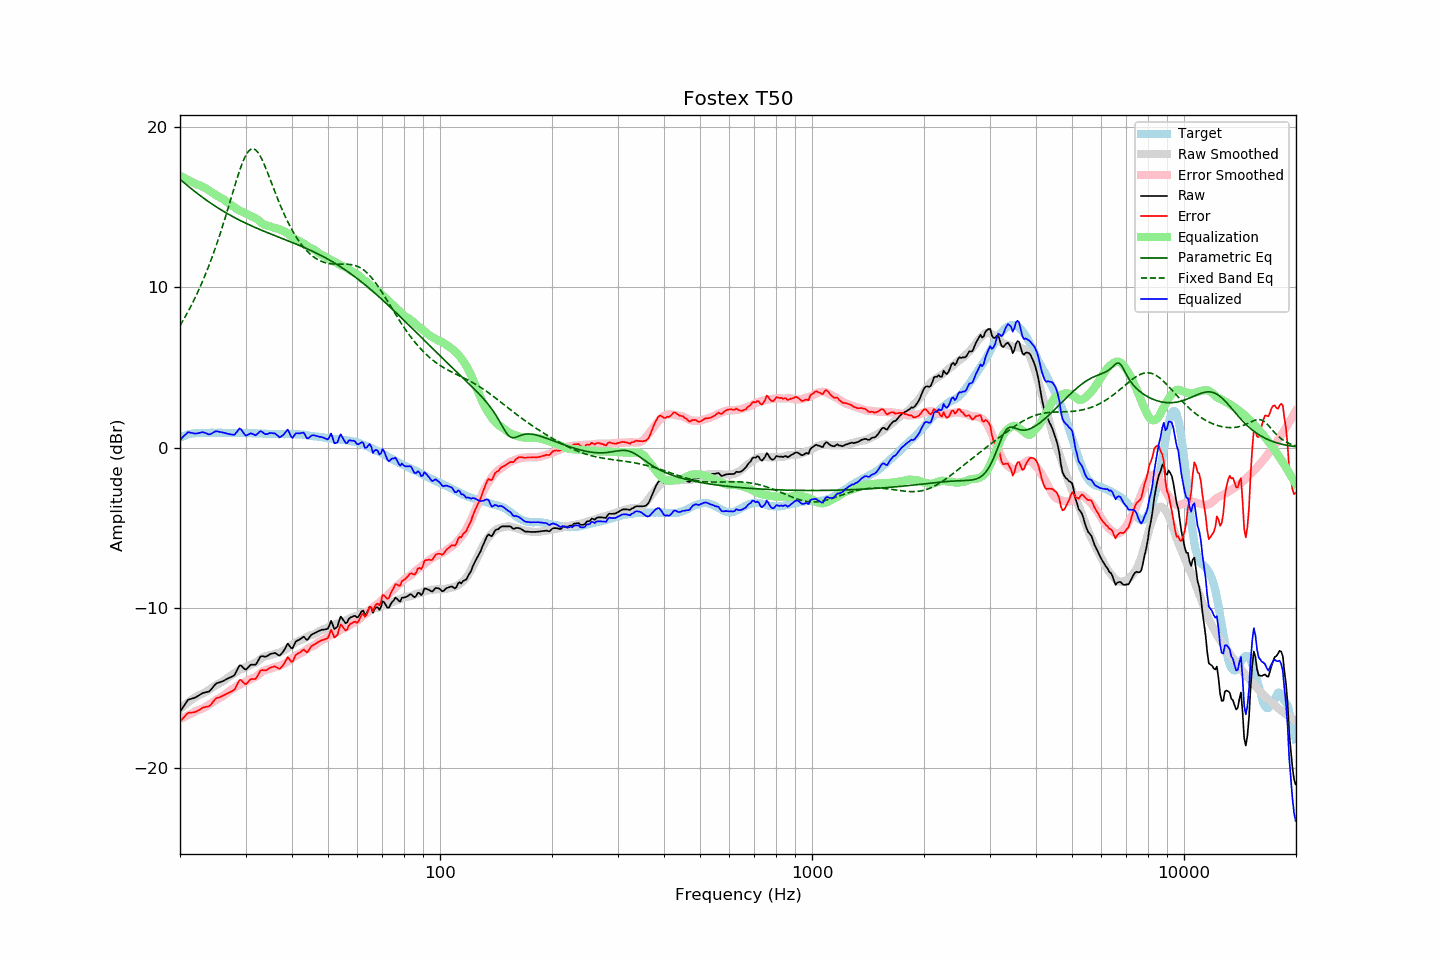 Fostex T50
20
10
0
−10
−20
Amplitude (dBr)
100
1000
10000
Frequency (Hz)
Target
Raw Smoothed
Error Smoothed
Raw
Error
Equalization
Parametric Eq
Fixed Band Eq
Equalized